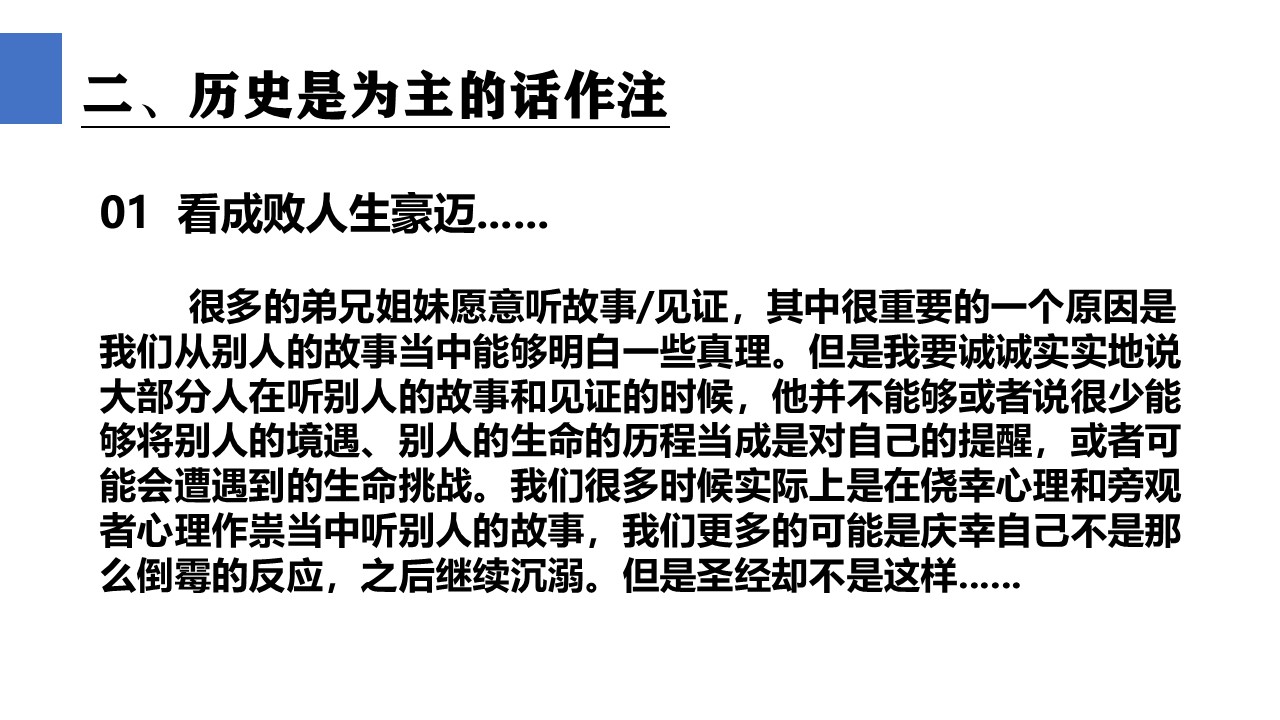 二、历史是为主的话作注
01 看成败人生豪迈……
很多的弟兄姐妹愿意听故事/见证，其中很重要的一个原因是
我们从别人的故事当中能够明白一些真理。但是我要诚诚实实地说
大部分人在听别人的故事和见证的时候，他并不能够或者说很少能
够将别人的境遇、别人的生命的历程当成是对自己的提醒，或者可
能会遭遇到的生命挑战。我们很多时候实际上是在侥幸心理和旁观
者心理作祟当中听别人的故事，我们更多的可能是庆幸自己不是那
么倒霉的反应，之后继续沉溺。但是圣经却不是这样……